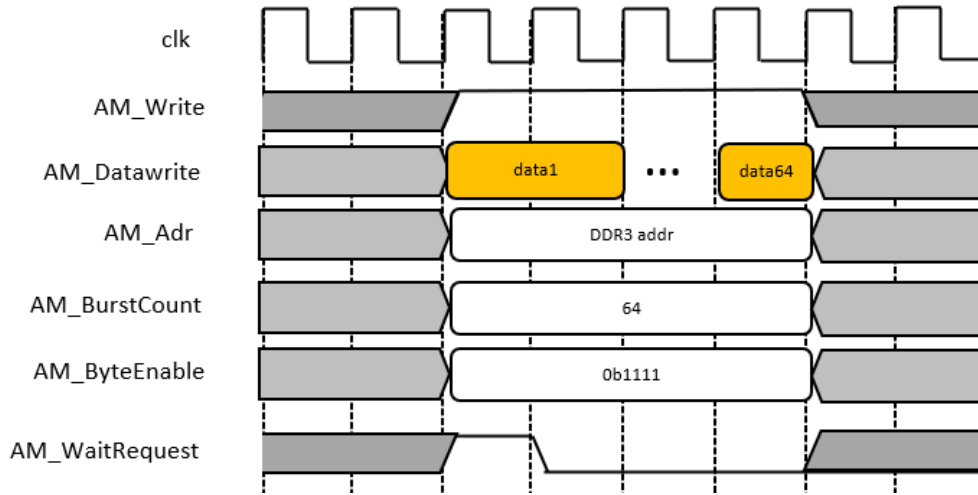 clk
AM_Write
AM_Datawrite
data1
...
data64
AM_Adr
DDR3 addr
AM_BurstCount
64
AM_ByteEnable
0b1111
AM_WaitRequest